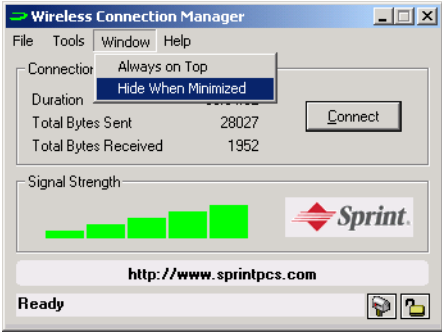 Wireless Connection Manager
File Tools Window Help
Always on Top
Hide When Minimized
Connection
Duration
Total Bytes Sent 28027
Total Bytes Received 1952
Connect
Signal Strength
Sprint.
http://www.sprintpcs.com
Ready